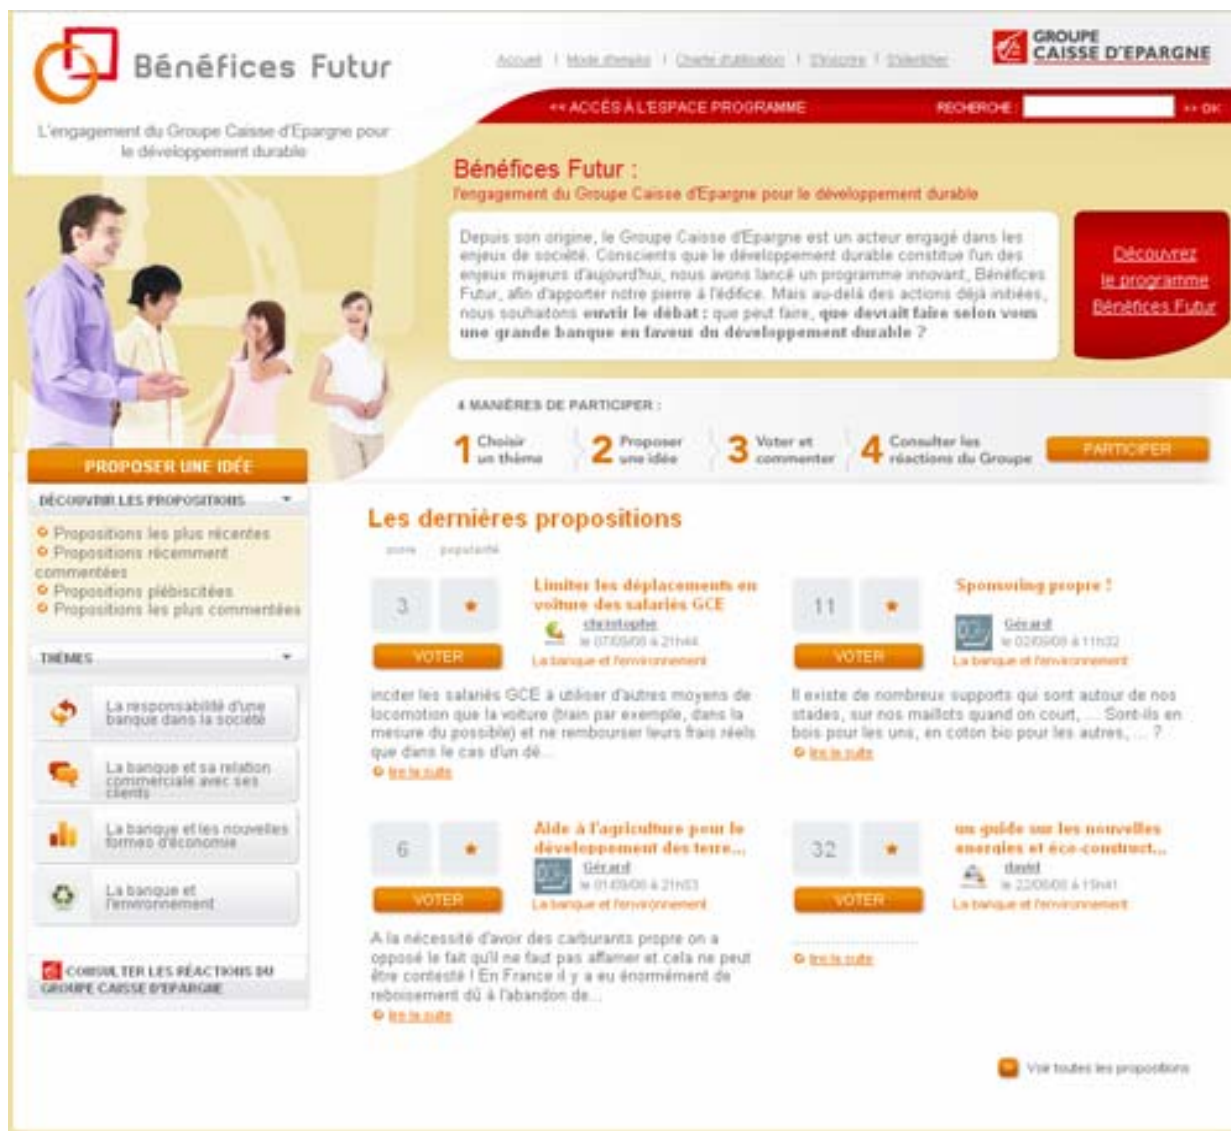 Bénéfices Futur
Accueil | Mode d'emploi | Charte d'utilisation | S'inscrire | S'identifier
GROUPE
CAISSE D'EPARGNE
<< ACCÈS À L'ESPACE PROGRAMME
RECHERCHE :
>> OK
L'engagement du Groupe Caisse d'Epargne pour
le développement durable
Bénéfices Futur :
l'engagement du Groupe Caisse d'Epargne pour le développement durable
Depuis son origine, le Groupe Caisse d'Epargne est un acteur engagé dans les
enjeux de société. Conscients que le développement durable constitue l'un des
enjeux majeurs d'aujourd'hui, nous avons lancé un programme innovant, Bénéfices
Futur, afin d'apporter notre pierre à l'édifice. Mais au-delà des actions déjà initiées,
nous souhaitons ouvrir le débat : que peut faire, que devrait faire selon vous
une grande banque en faveur du développement durable ?
Découvrez
le programme
Bénéfices Futur
4 MANIÈRES DE PARTICIPER :
1 Choisir
un thème
2 Proposer
une idée
3 Voter et
commenter
4 Consulter les
réactions du Groupe
PARTICIPER
PROPOSER UNE IDÉE
DÉCOUVRIR LES PROPOSITIONS
Propositions les plus récentes
Propositions récemment
commentées
Propositions plébiscitées
Propositions les plus commentées
THÈMES
La responsabilité d'une
banque dans la société
La banque et sa relation
commerciale avec ses
clients
La banque et les nouvelles
formes d'économie
La banque et
l'environnement
CONSULTER LES RÉACTIONS DU
GROUPE CAISSE D'EPARGNE
Les dernières propositions
score popularité
3
VOTER
Limiter les déplacements en
voiture des salariés GCE
christophe
le 07/09/08 à 21h44
La banque et l'environnement
inciter les salariés GCE à utiliser d'autres moyens de
locomotion que la voiture (train par exemple, dans la
mesure du possible) et ne rembourser leurs frais réels
que dans le cas d'un dé...
lire la suite
11
VOTER
Sponsoring propre !
Gérard
le 02/09/08 à 11h32
La banque et l'environnement
Il existe de nombreux supports qui sont autour de nos
stades, sur nos maillots quand on court, ... Sont-ils en
bois pour les uns, en coton bio pour les autres, ... ?
lire la suite
6
VOTER
Aide à l'agriculture pour le
développement des terre...
Gérard
le 01/09/08 à 21h53
La banque et l'environnement
A la nécessité d'avoir des carburants propre on a
opposé le fait qu'il ne faut pas affamer et cela ne peut
être contesté ! En France il y a eu énormément de
reboisement dû à l'abandon de...
lire la suite
32
VOTER
un guide sur les nouvelles
energies et éco-construct...
david
à 15h41
La banque et l'environnement
lire la suite
Voir toutes les propositions